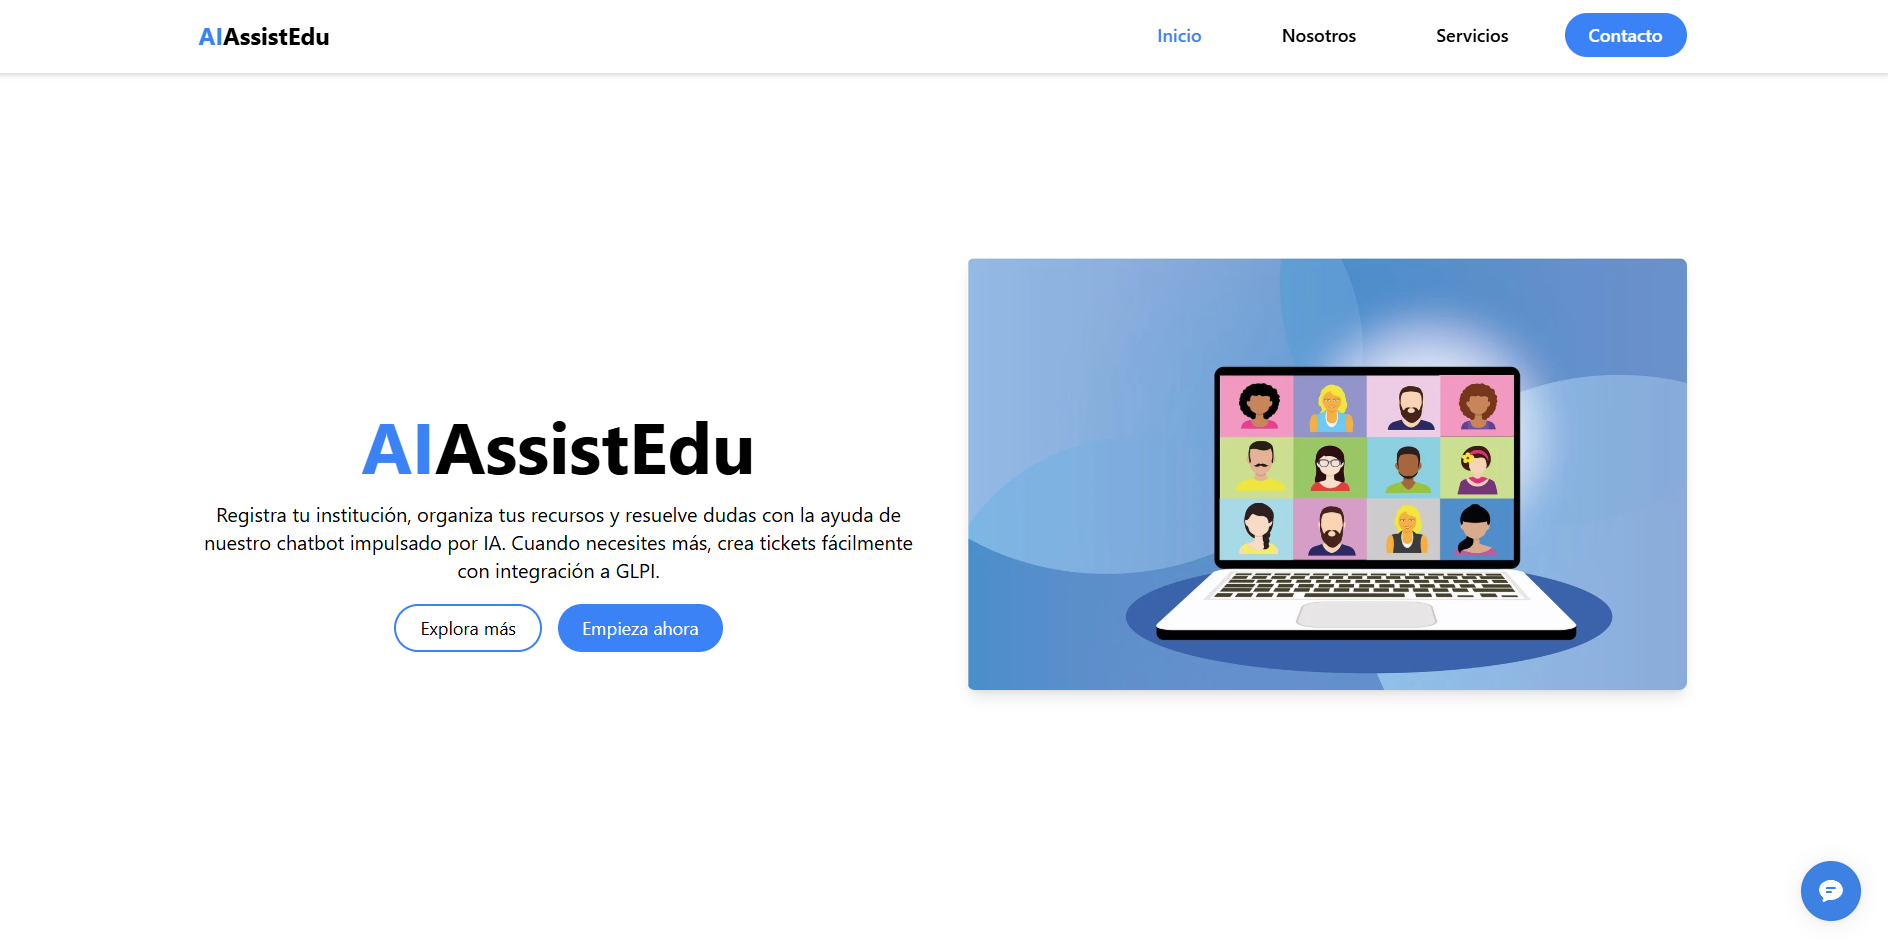 AIAssistEdu
Inicio
Nosotros
Servicios
Contacto
AIAssistEdu
Registra tu institución, organiza tus recursos y resuelve dudas con la ayuda de
nuestro chatbot impulsado por IA. Cuando necesites más, crea tickets fácilmente
con integración a GLPI.
Explora más
Empieza ahora